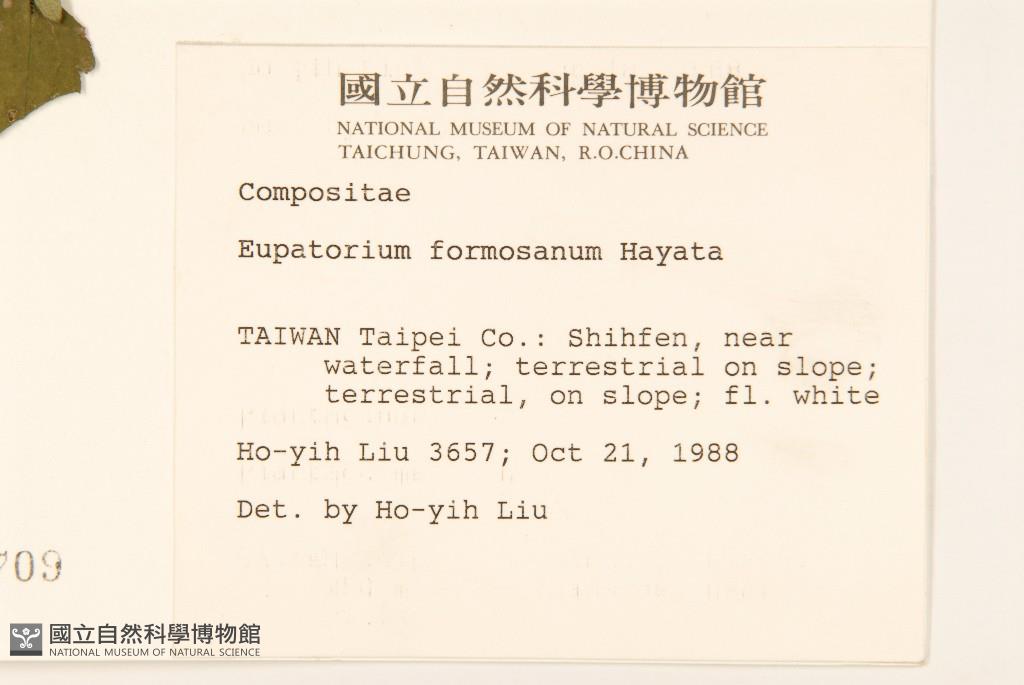 國立自然科學博物館
NATIONAL MUSEUM OF NATURAL SCIENCE
TAICHUNG, TAIWAN, R.O.CHINA
Compositae
Eupatorium formosanum Hayata
TAIWAN Taipei Co.: Shihfen, near
waterfall; terrestrial on slope;
terrestrial, on slope; fl. white
Ho-yih Liu 3657; Oct 21, 1988
Det. by Ho-yih Liu
709
國立自然科學博物館
NATIONAL MUSEUM OF NATURAL SCIENCE